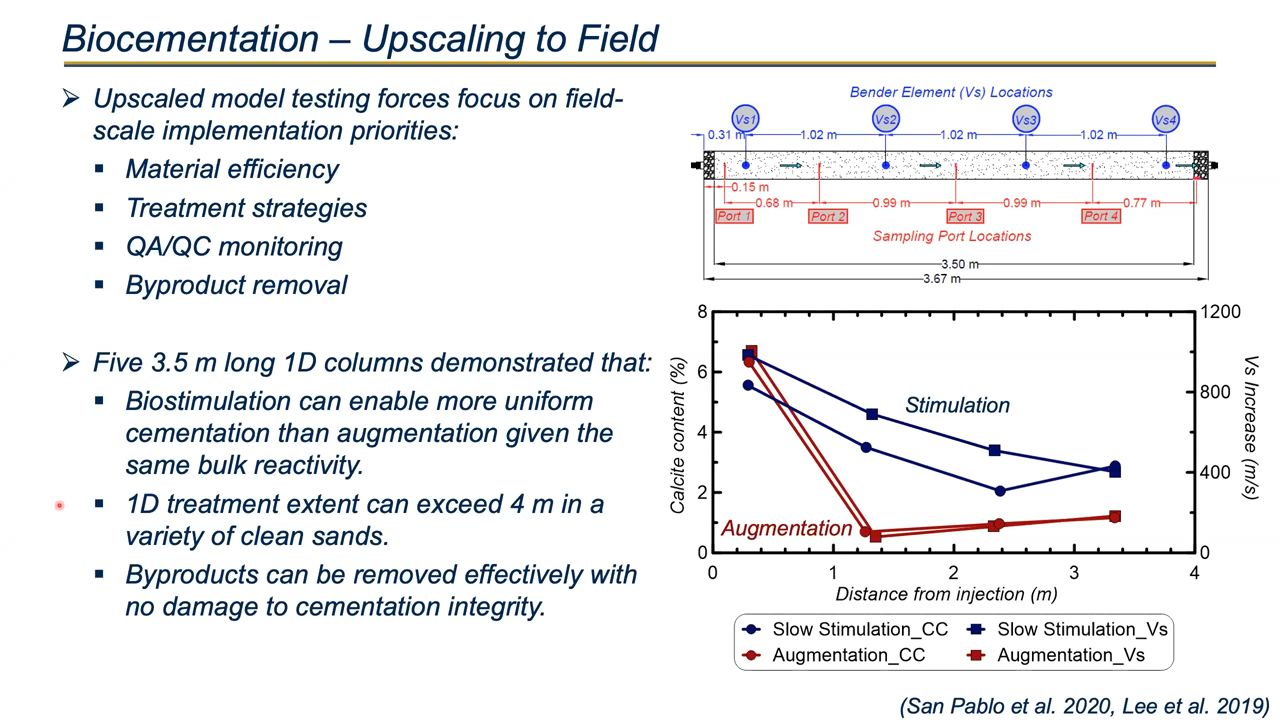 Biocementation – Upscaling to Field
Upscaled model testing forces focus on field-
scale implementation priorities:
Material efficiency
Treatment strategies
QA/QC monitoring
Byproduct removal
Five 3.5 m long 1D columns demonstrated that:
Biostimulation can enable more uniform
cementation than augmentation given the
same bulk reactivity.
1D treatment extent can exceed 4 m in a
variety of clean sands.
Byproducts can be removed effectively with
no damage to cementation integrity.
Bender Element (Vs) Locations
Vs1 Vs2 Vs3 Vs4
0.31 m 1.02 m 1.02 m 1.02 m
0.15 m
0.68 m 0.99 m 0.99 m 0.77 m
Port 1 Port 2 Port 3 Port 4
Sampling Port Locations
3.50 m
3.67 m
8 1200
6 800
4 400
2 0
0
Calcite content (%)
Vs Increase (m/s)
Stimulation
Augmentation
0 1 2 3 4
Distance from injection (m)
Slow Stimulation_CC Slow Stimulation_Vs
Augmentation_CC Augmentation_Vs
(San Pablo et al. 2020, Lee et al. 2019)